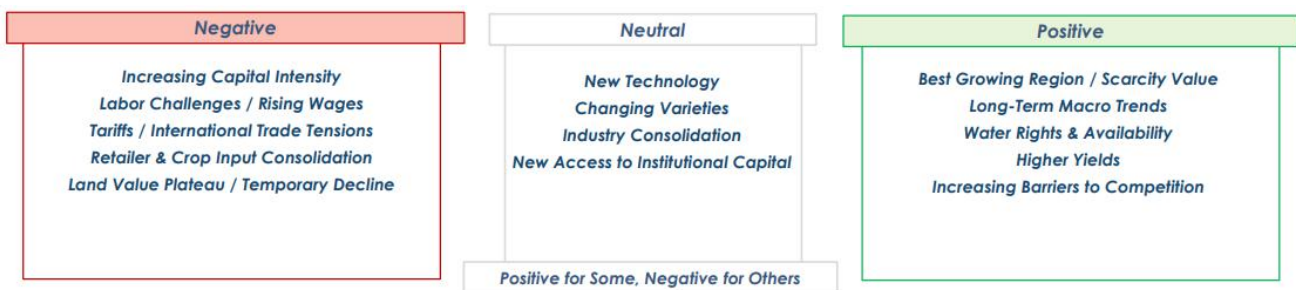 Negative
Increasing Capital Intensity
Labor Challenges / Rising Wages
Tariffs / International Trade Tensions
Retailer & Crop Input Consolidation
Land Value Plateau / Temporary Decline
Neutral
New Technology
Changing Varieties
Industry Consolidation
New Access to Institutional Capital
Positive for Some, Negative for Others
Positive
Best Growing Region / Scarcity Value
Long-Term Macro Trends
Water Rights & Availability
Higher Yields
Increasing Barriers to Competition